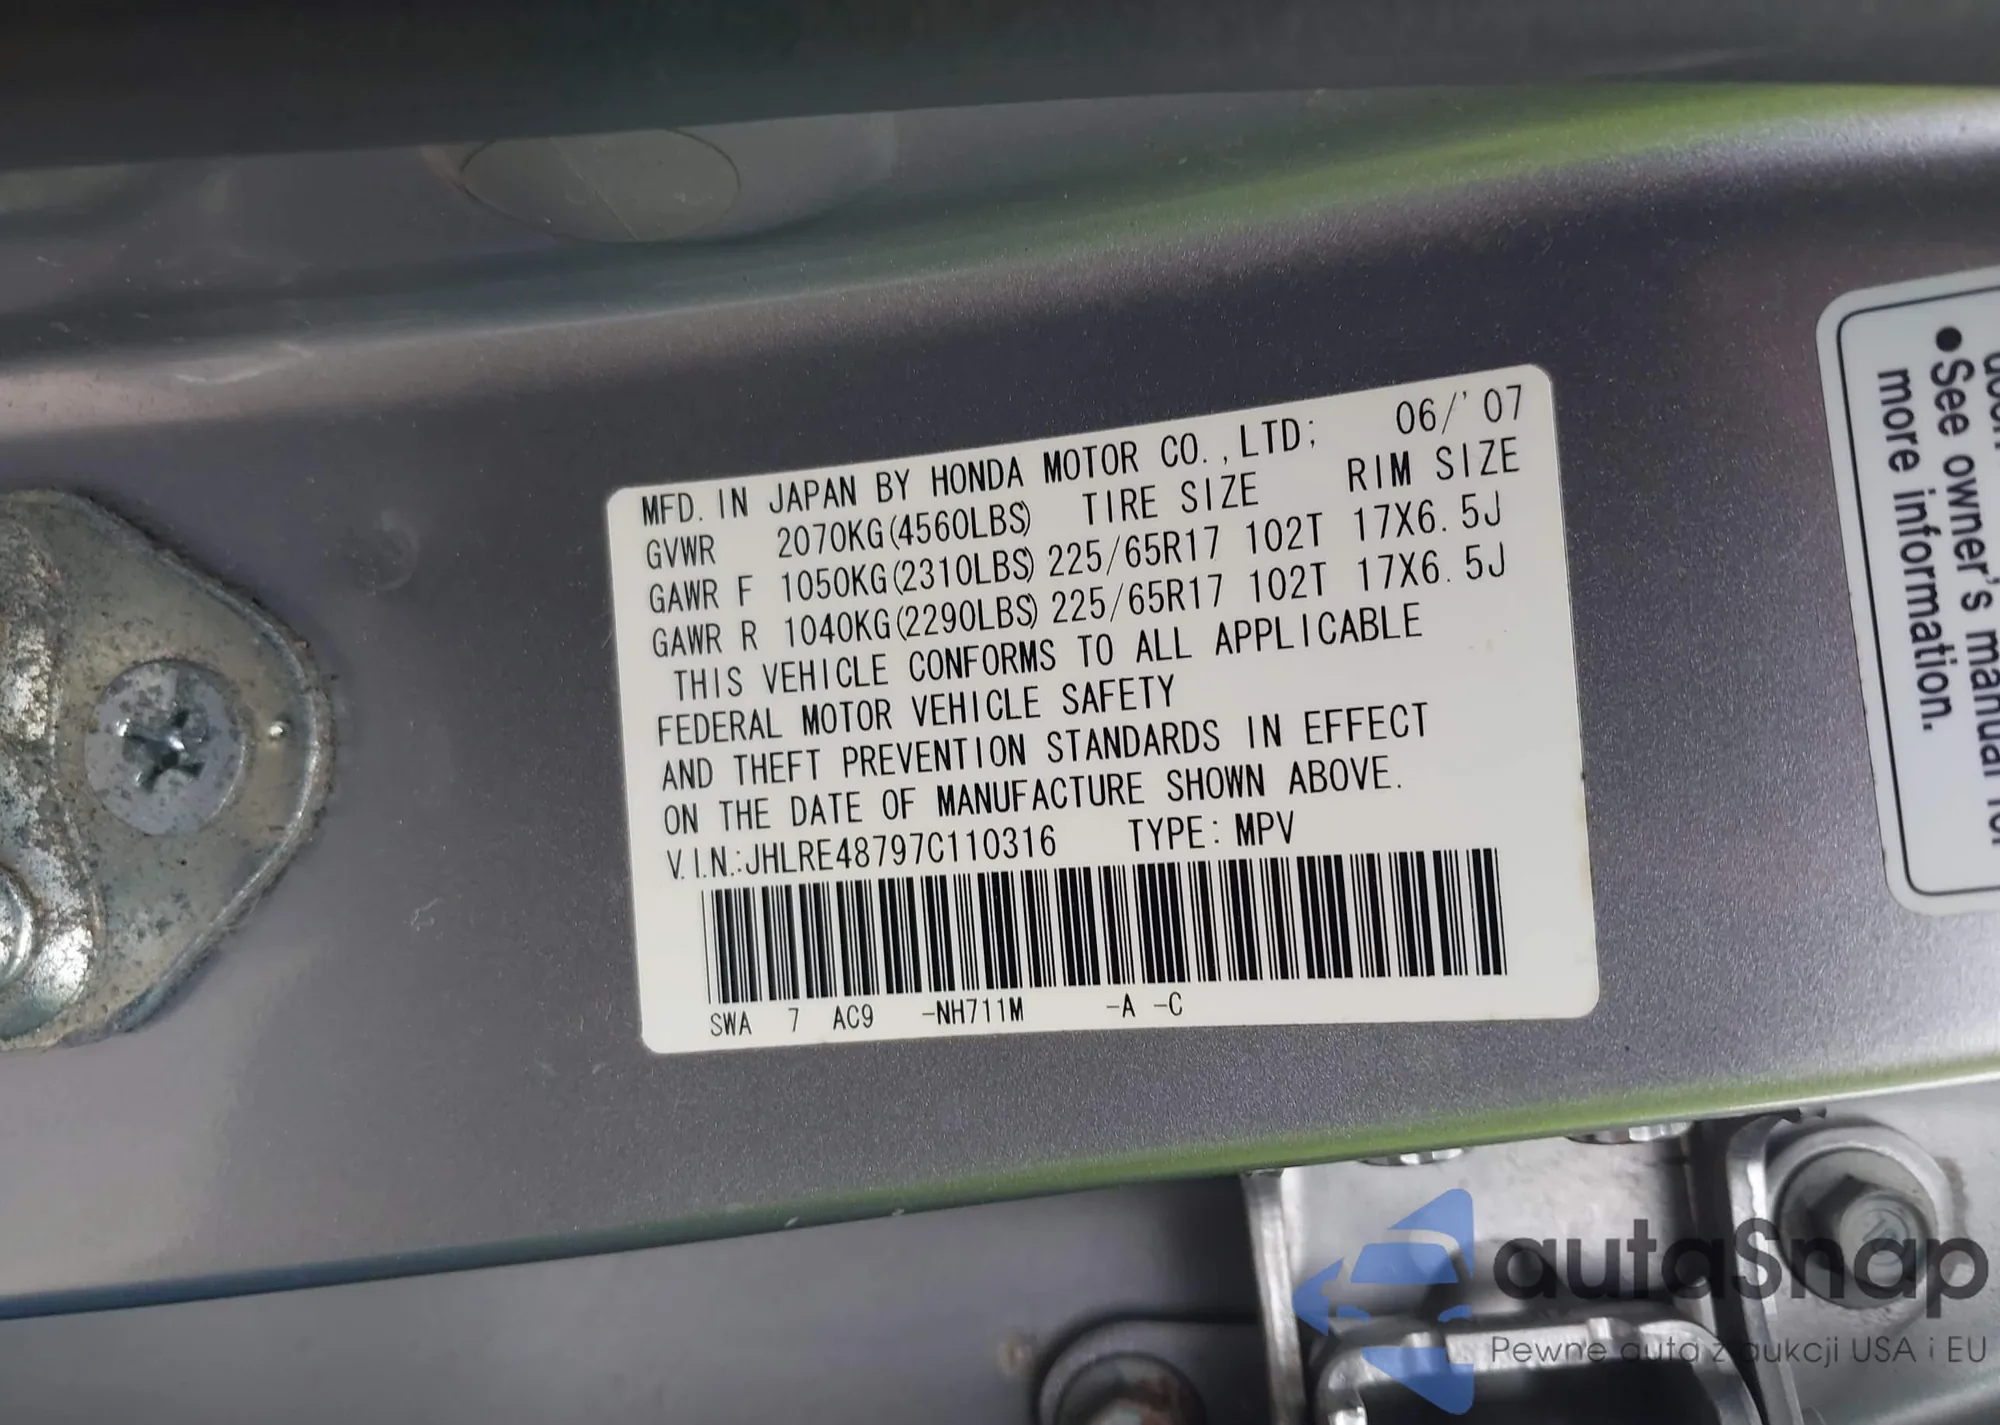 MFD. IN JAPAN BY HONDA MOTOR CO.,LTD; 06/'07
GVWR 2070KG(4560LBS) TIRE SIZE RIM SIZE
GAWR F 1050KG(2310LBS) 225/65R17 102T 17X6.5J
GAWR R 1040KG(2290LBS) 225/65R17 102T 17X6.5J
THIS VEHICLE CONFORMS TO ALL APPLICABLE
FEDERAL MOTOR VEHICLE SAFETY
AND THEFT PREVENTION STANDARDS IN EFFECT
ON THE DATE OF MANUFACTURE SHOWN ABOVE.
V.I.N.:JHLRE48797C110316 TYPE: MPV
SWA 7 AC9 -NH711M -A -C
•See owner's manual for
more information.
autaSnap
Pewne auta z aukcji USA i EU